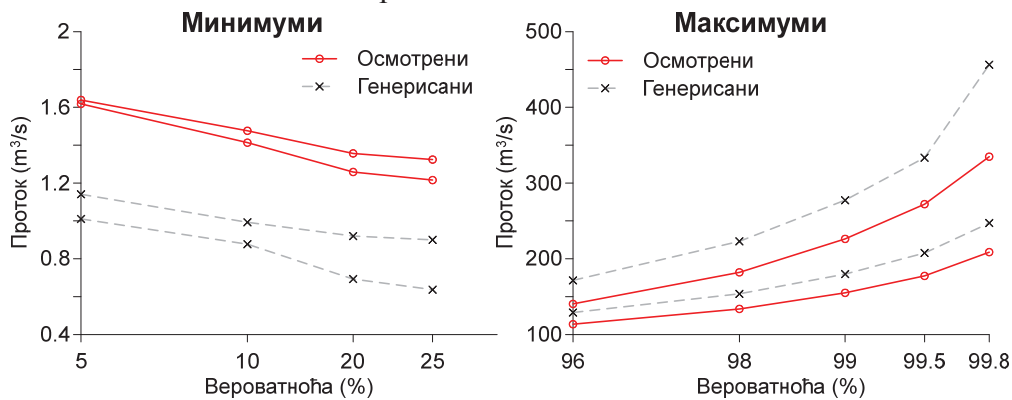 Минимуми
2
1.6
1.2
0.8
0.4
Проток (m³/s)
Осмотрени
Генерисани
5
10
20
25
Вероватноћа (%)
Максимуми
500
400
300
200
100
Проток (m³/s)
Осмотрени
Генерисани
96
98
99
99.5
99.8
Вероватноћа (%)